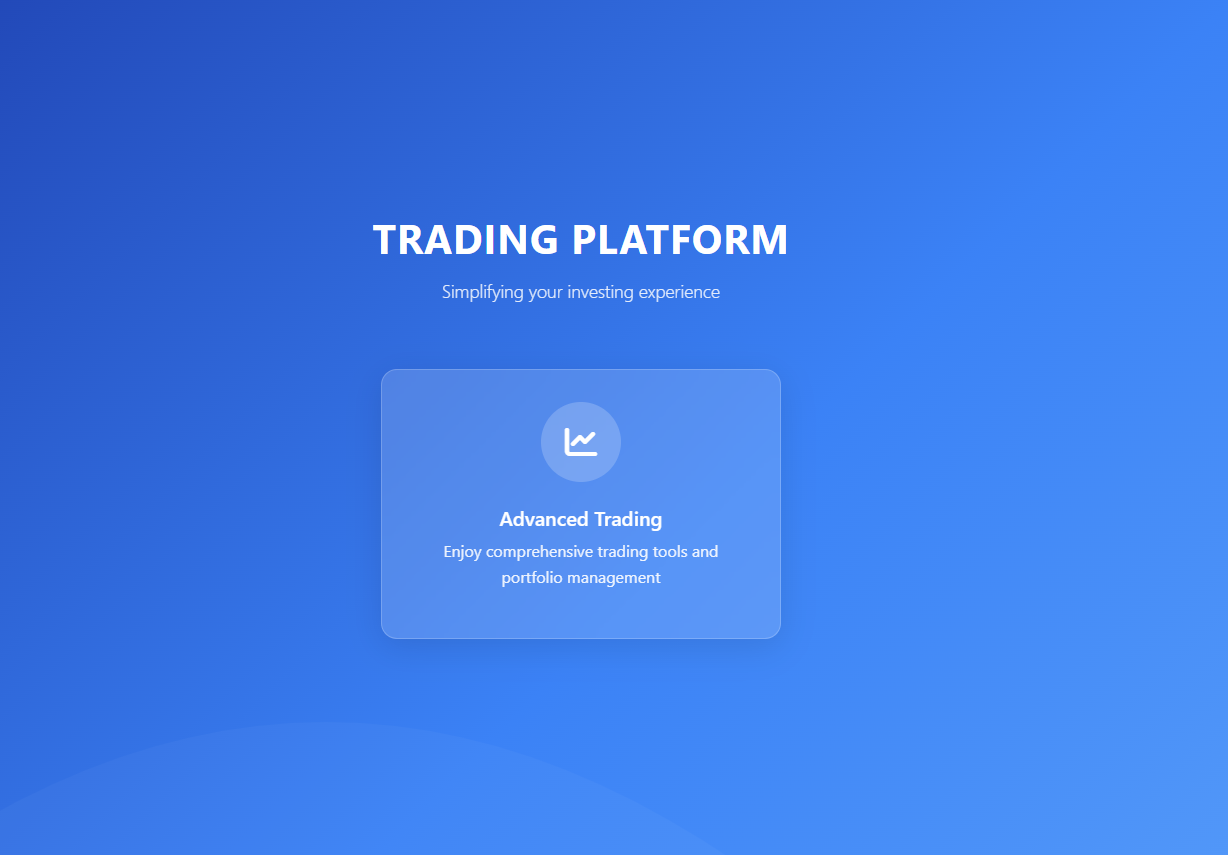 TRADING PLATFORM
Simplifying your investing experience
Advanced Trading
Enjoy comprehensive trading tools and
portfolio management